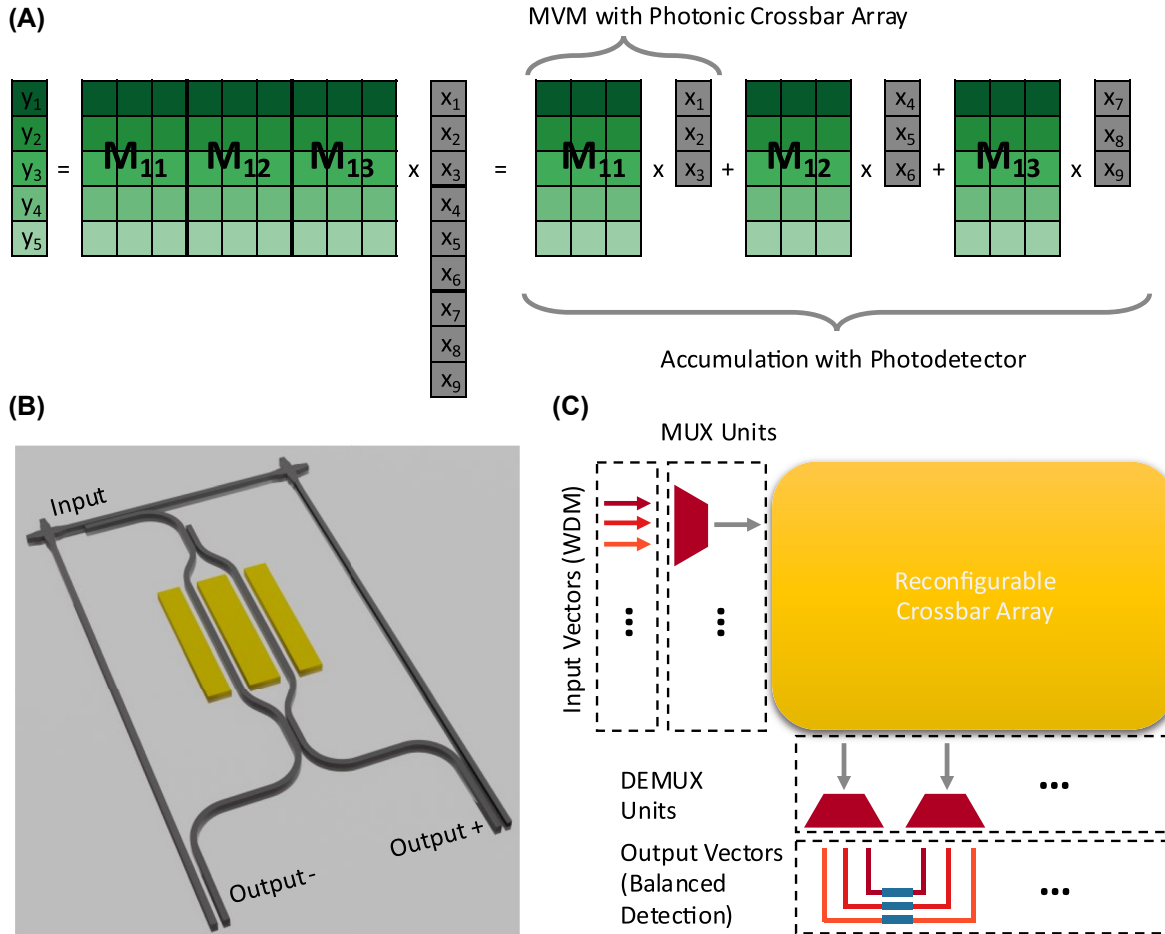 (A)
MVM with Photonic Crossbar Array
y1
y2
y3
y4
y5
=
M11
M12
M13
x
x1
x2
x3
x4
x5
x6
x7
x8
x9
=
M11
x
x1
x2
x3
+
M12
x
x4
x5
x6
+
M13
x
x7
x8
x9
Accumulation with Photodetector
(B)
Input
Output +
Output -
(C)
MUX Units
Input Vectors (WDM)
Reconfigurable
Crossbar Array
DEMUX
Units
Output Vectors
(Balanced
Detection)